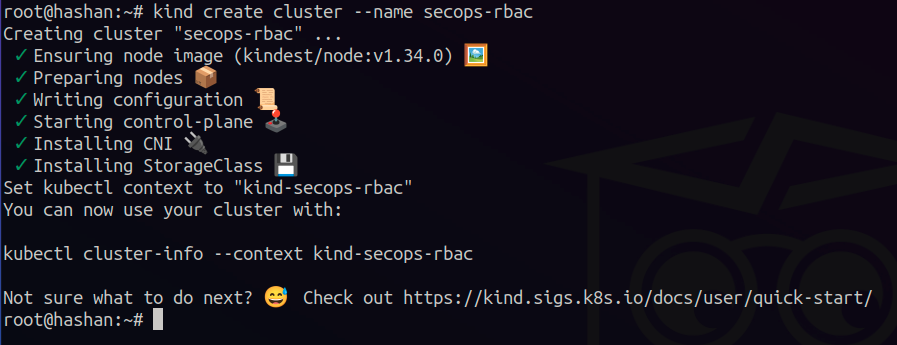 root@hashan:~# kind create cluster --name secops-rbac
Creating cluster "secops-rbac" ...
✓ Ensuring node image (kindest/node:v1.34.0) 🖼️
✓ Preparing nodes 📦
✓ Writing configuration 📜
✓ Starting control-plane 🕹️
✓ Installing CNI 🔌
✓ Installing StorageClass 💾
Set kubectl context to "kind-secops-rbac"
You can now use your cluster with:

kubectl cluster-info --context kind-secops-rbac

Not sure what to do next? 😅 Check out https://kind.sigs.k8s.io/docs/user/quick-start/
root@hashan:~#